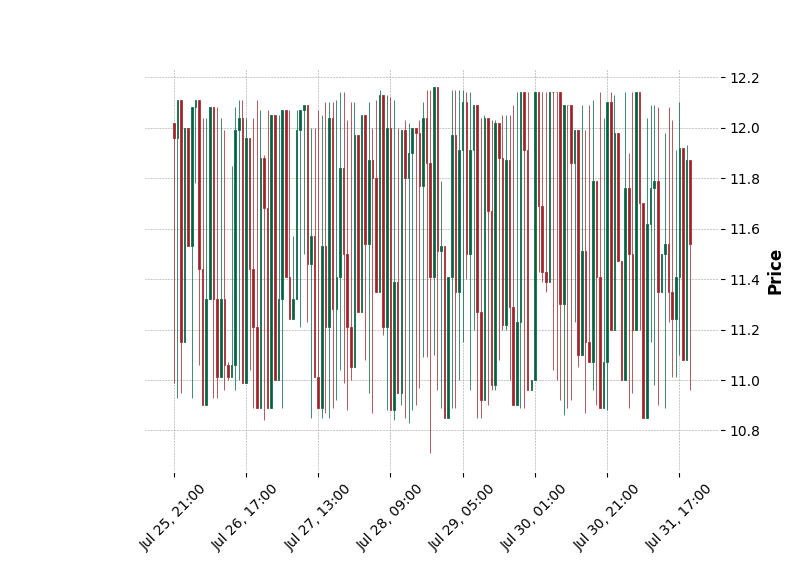 12.2
12.0
11.8
11.6
11.4
11.2
11.0
10.8
Price
Jul 25, 21:00
Jul 26, 17:00
Jul 27, 13:00
Jul 28, 09:00
Jul 29, 05:00
Jul 30, 01:00
Jul 30, 21:00
Jul 31, 17:00